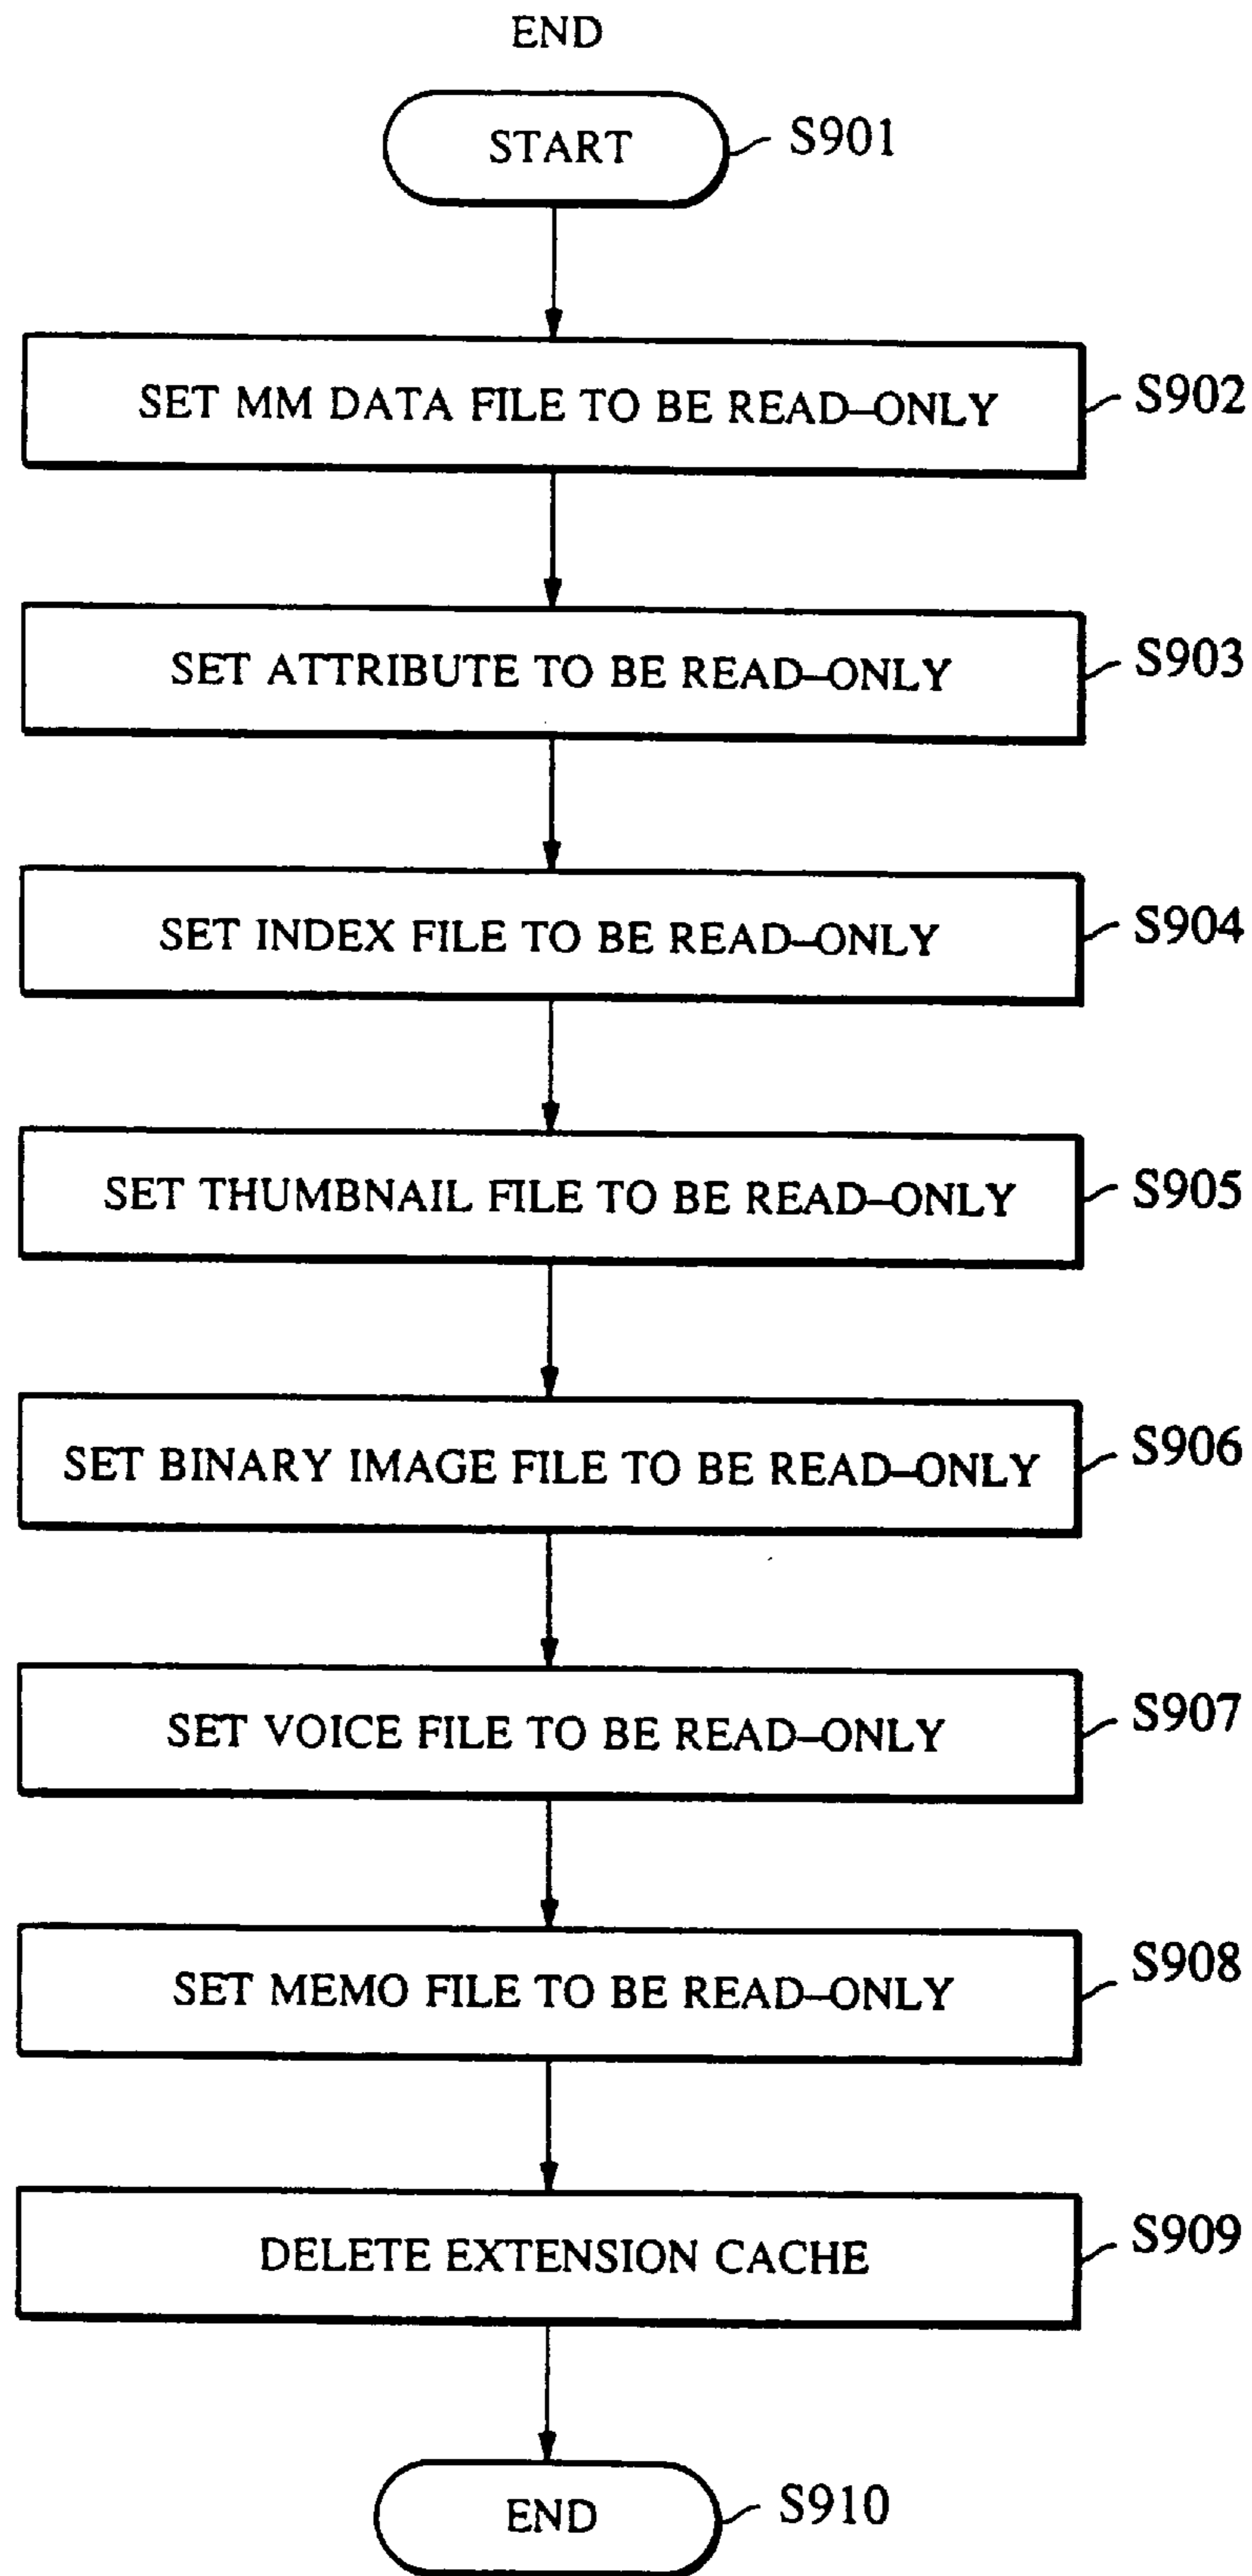 END
START S901
SET MM DATA FILE TO BE READ–ONLY S902
SET ATTRIBUTE TO BE READ–ONLY S903
SET INDEX FILE TO BE READ–ONLY S904
SET THUMBNAIL FILE TO BE READ–ONLY S905
SET BINARY IMAGE FILE TO BE READ–ONLY S906
SET VOICE FILE TO BE READ–ONLY S907
SET MEMO FILE TO BE READ–ONLY S908
DELETE EXTENSION CACHE S909
END S910